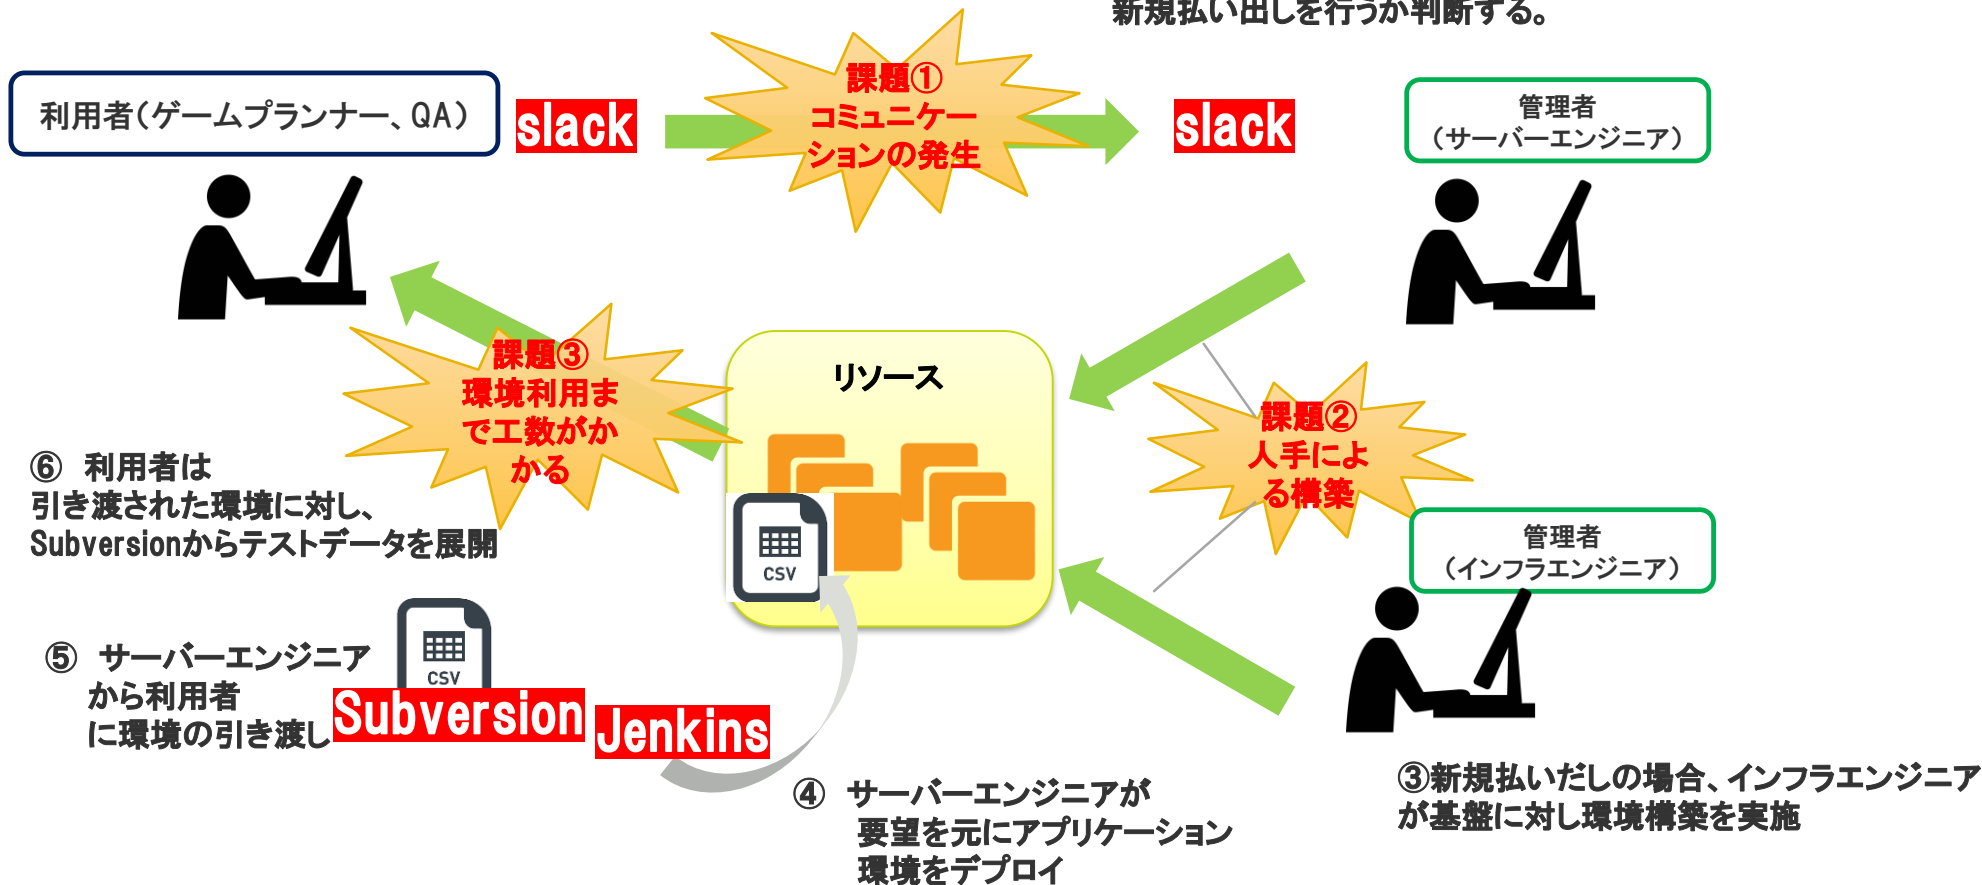 新規払い出しを行うか判断する。
利用者(ゲームプランナー、QA)
slack
課題①
コミュニケー
ションの発生
slack
管理者
(サーバーエンジニア)
課題③
環境利用ま
で工数がか
かる
リソース
課題②
人手によ
る構築
⑥ 利用者は
引き渡された環境に対し、
Subversionからテストデータを展開
CSV
管理者
(インフラエンジニア)
⑤ サーバーエンジニア
から利用者
に環境の引き渡し
CSV
Subversion
Jenkins
④ サーバーエンジニアが
要望を元にアプリケーション
環境をデプロイ
③新規払いだしの場合、インフラエンジニア
が基盤に対し環境構築を実施